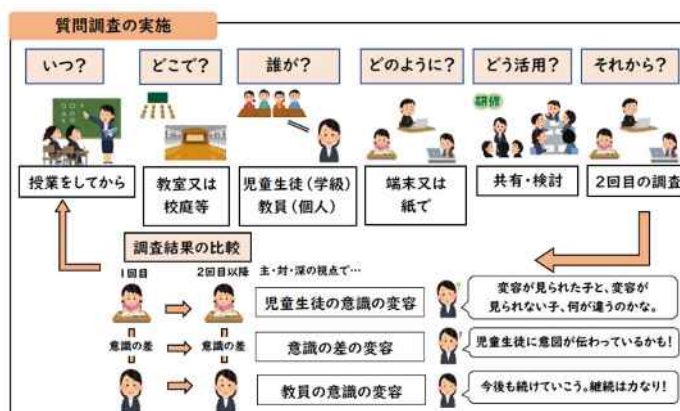 質問調査の実施
いつ？
どこで？
誰が？
どのように？
どう活用？
それから？
研修
授業をしてから
教室又は
校庭等
児童生徒(学級)
教員(個人)
端末又は
紙で
共有・検討
2回目の調査
調査結果の比較
1回目
2回目以降
主・対・深の視点で…
児童生徒の意識の変容
変容が見られた子と、変容が
見られない子、何が違うのかな。
意識の差
意識の差
意識の差の変容
児童生徒に意図が伝わっているかも！
教員の意識の変容
今後も続けていこう。継続は力なり！